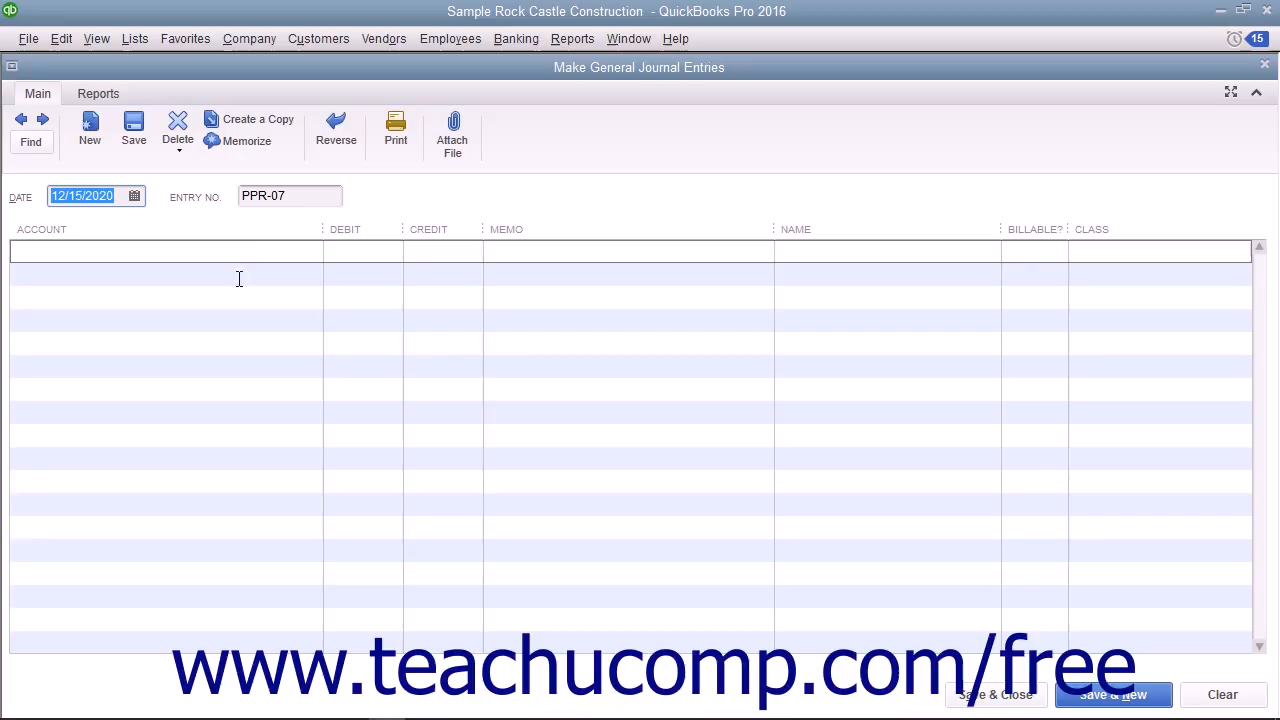 qb Sample Rock Castle Construction - QuickBooks Pro 2016
File Edit View Lists Favorites Company Customers Vendors Employees Banking Reports Window Help 15
Make General Journal Entries
Main Reports
Find New Save Delete Create a Copy Memorize Reverse Print Attach File
DATE 12/15/2020 ENTRY NO. PPR-07
ACCOUNT DEBIT CREDIT MEMO NAME BILLABLE? CLASS
www.teachucomp.com/free
Save & Close Save & New Clear